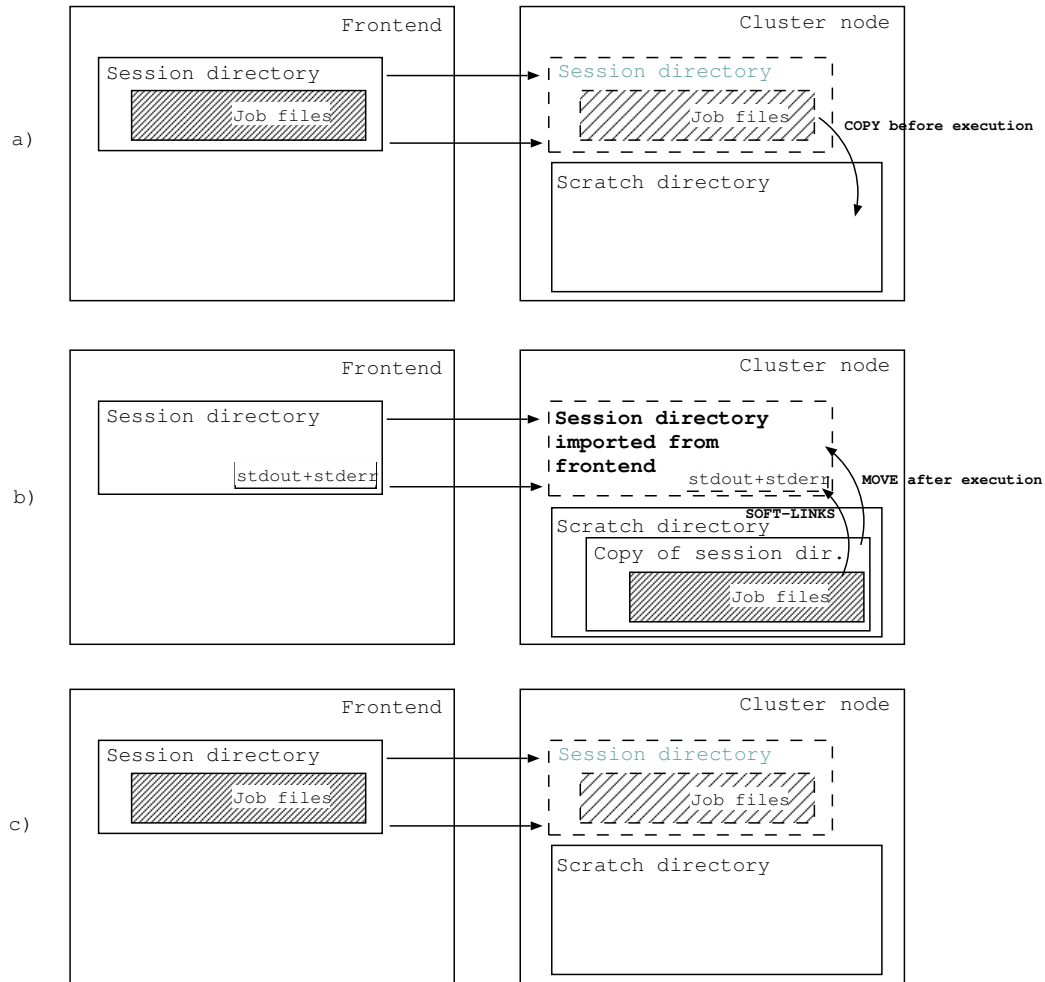 Frontend
Session directory
Job files
Cluster node
Session directory
Job files
COPY before execution
Scratch directory
a)
Frontend
Session directory
stdout+stderr
Cluster node
Session directory
imported from
frontend
stdout+stderr
MOVE after execution
SOFT-LINKS
Scratch directory
Copy of session dir.
Job files
b)
Frontend
Session directory
Job files
Cluster node
Session directory
Job files
Scratch directory
c)